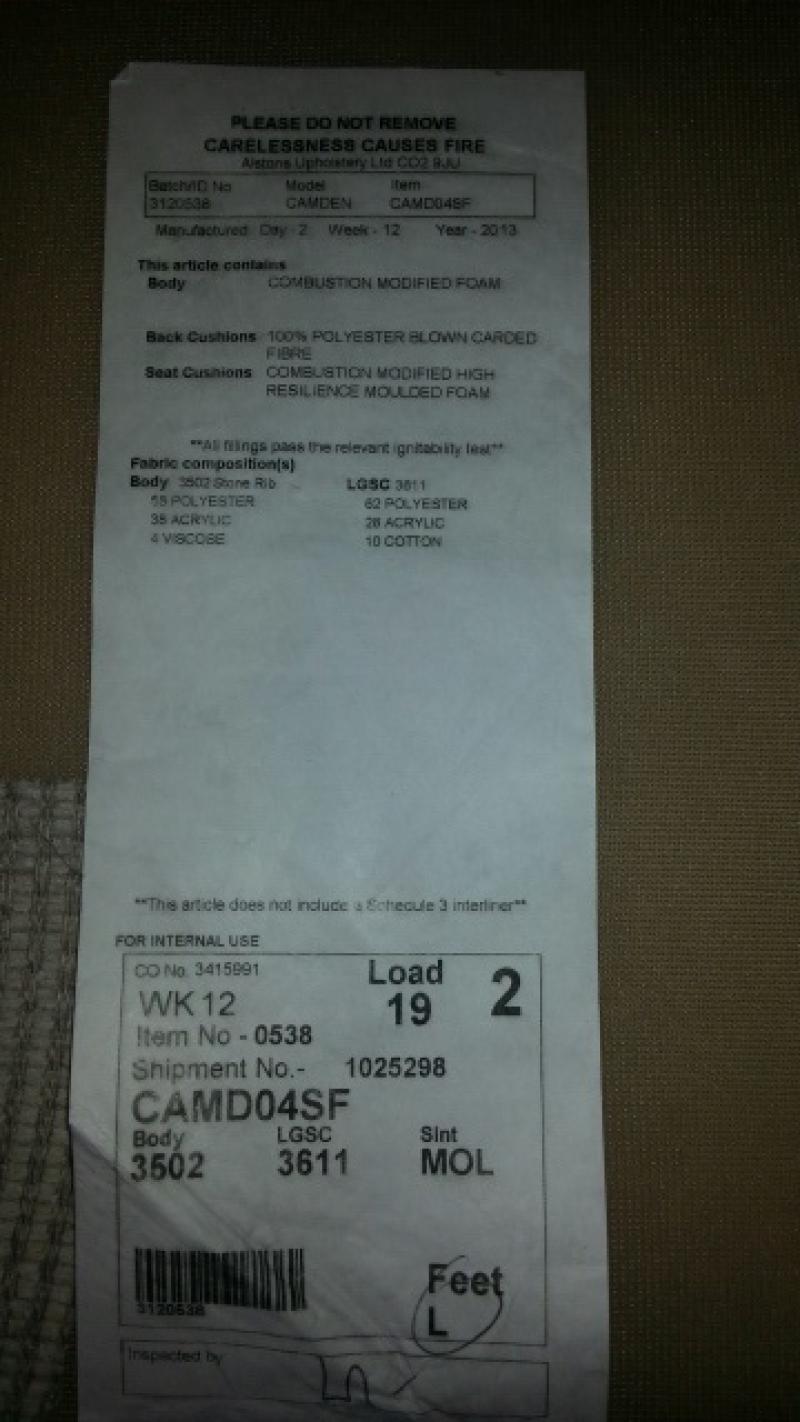 PLEASE DO NOT REMOVE
CARELESSNESS CAUSES FIRE
Alstons Upholstery Ltd CO2 9JU
Batch/ID No Model Item
3120538 CAMDEN CAMD04SF
Manufactured Day - 2 Week - 12 Year - 2013
This article contains
Body COMBUSTION MODIFIED FOAM
Back Cushions 100% POLYESTER BLOWN CARDED
FIBRE
Seat Cushions COMBUSTION MODIFIED HIGH
RESILIENCE MOULDED FOAM
**All fillings pass the relevant ignitability test**
Fabric composition(s)
Body 3502 Stone Rib LGSC 3611
POLYESTER 62 POLYESTER
38 ACRYLIC 28 ACRYLIC
4 VISCOSE 10 COTTON
**This article does not include a Schedule 3 interliner**
FOR INTERNAL USE
CO No. 3415991 Load 2
WK 12 19
Item No - 0538
Shipment No.- 1025298
CAMD04SF
Body LGSC Sint
3502 3611 MOL
Feet
L
3120538
Inspected by